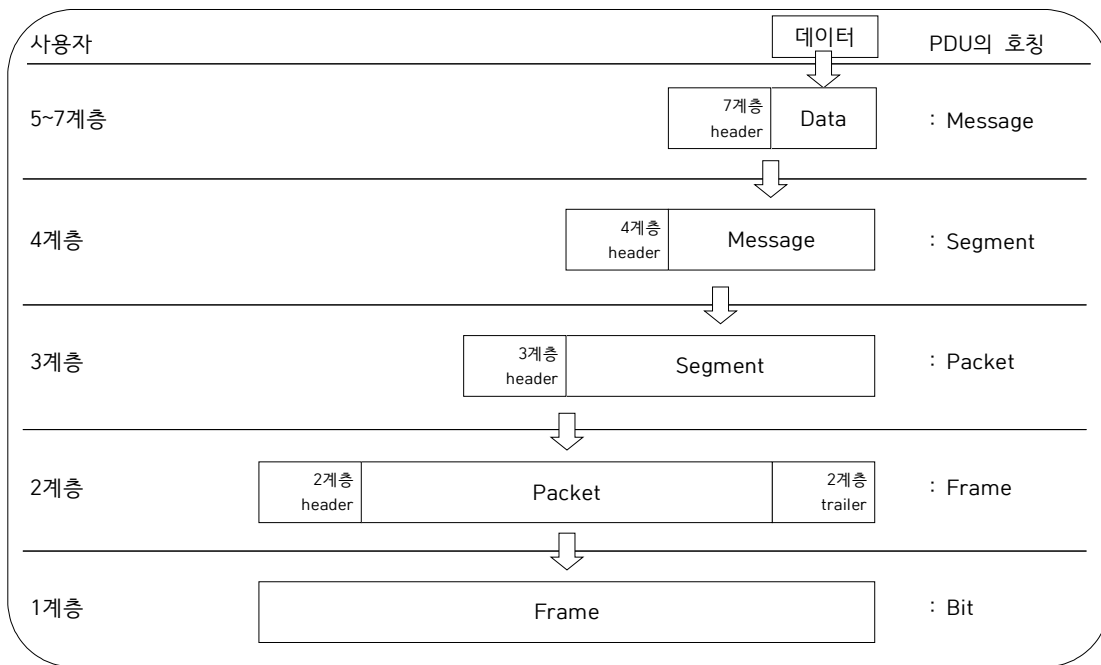 사용자
데이터
PDU의 호칭
5~7계층
7계층
header
Data
: Message
4계층
4계층
header
Message
: Segment
3계층
3계층
header
Segment
: Packet
2계층
2계층
header
Packet
2계층
trailer
: Frame
1계층
Frame
: Bit